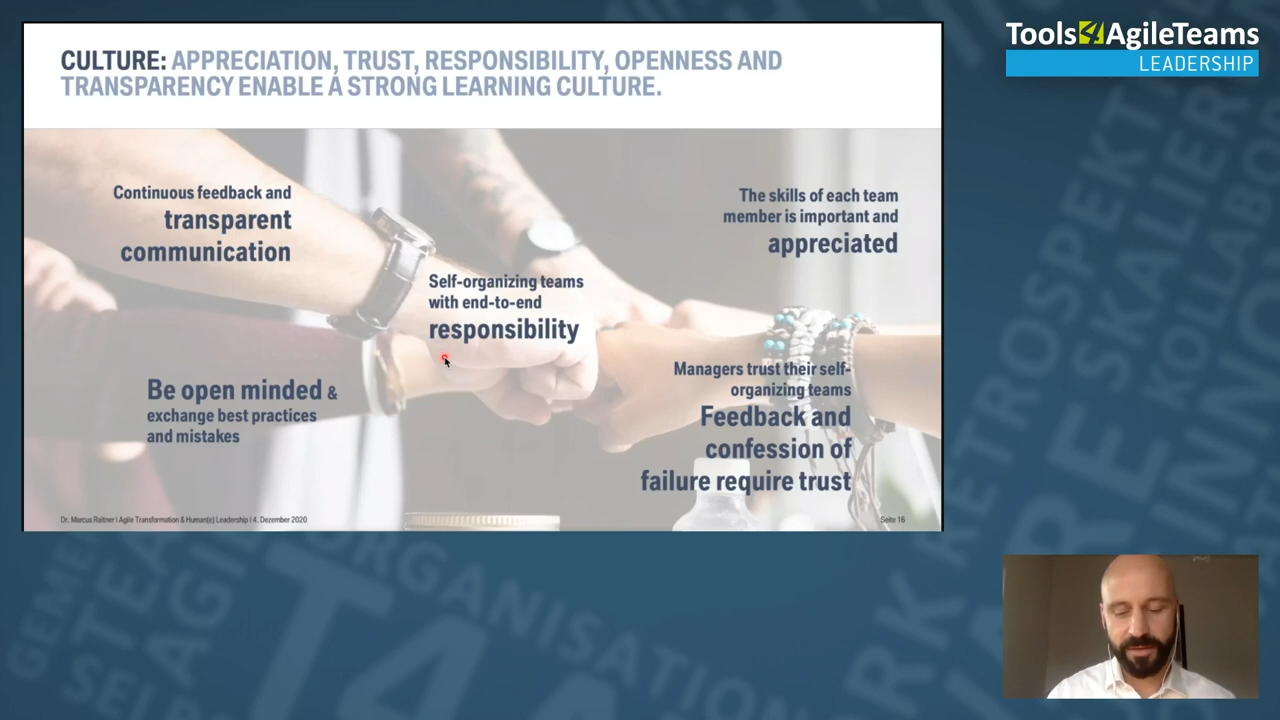 CULTURE: APPRECIATION, TRUST, RESPONSIBILITY, OPENNESS AND
TRANSPARENCY ENABLE A STRONG LEARNING CULTURE.
Tools4AgileTeams
LEADERSHIP
Continuous feedback and
transparent
communication
The skills of each team
member is important and
appreciated
Self-organizing teams
with end-to-end
responsibility
Be open minded &
exchange best practices
and mistakes
Managers trust their self-
organizing teams
Feedback and
confession of
failure require trust
Dr. Marcus Raitner I Agile Transformation & Human(e) Leadership I 4. Dezember 2020
Seite 16
ORGANISATION
T4A